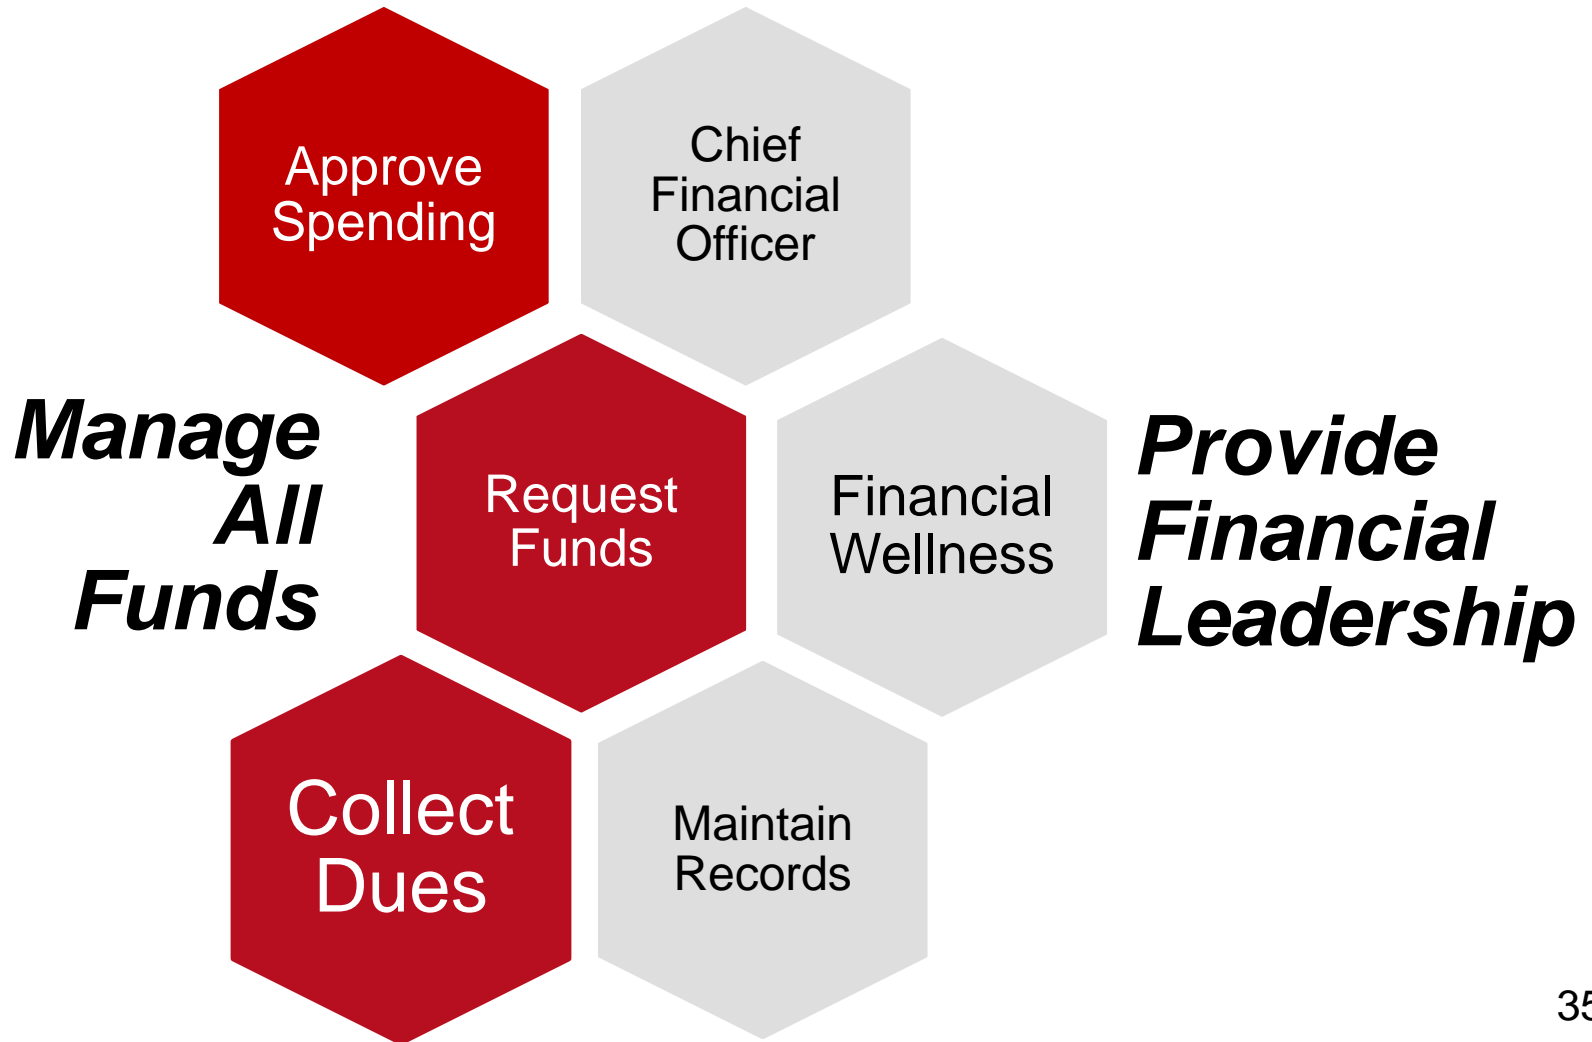 Approve
Spending
Chief
Financial
Officer
Manage
All
Funds
Request
Funds
Financial
Wellness
Provide
Financial
Leadership
Collect
Dues
Maintain
Records
35